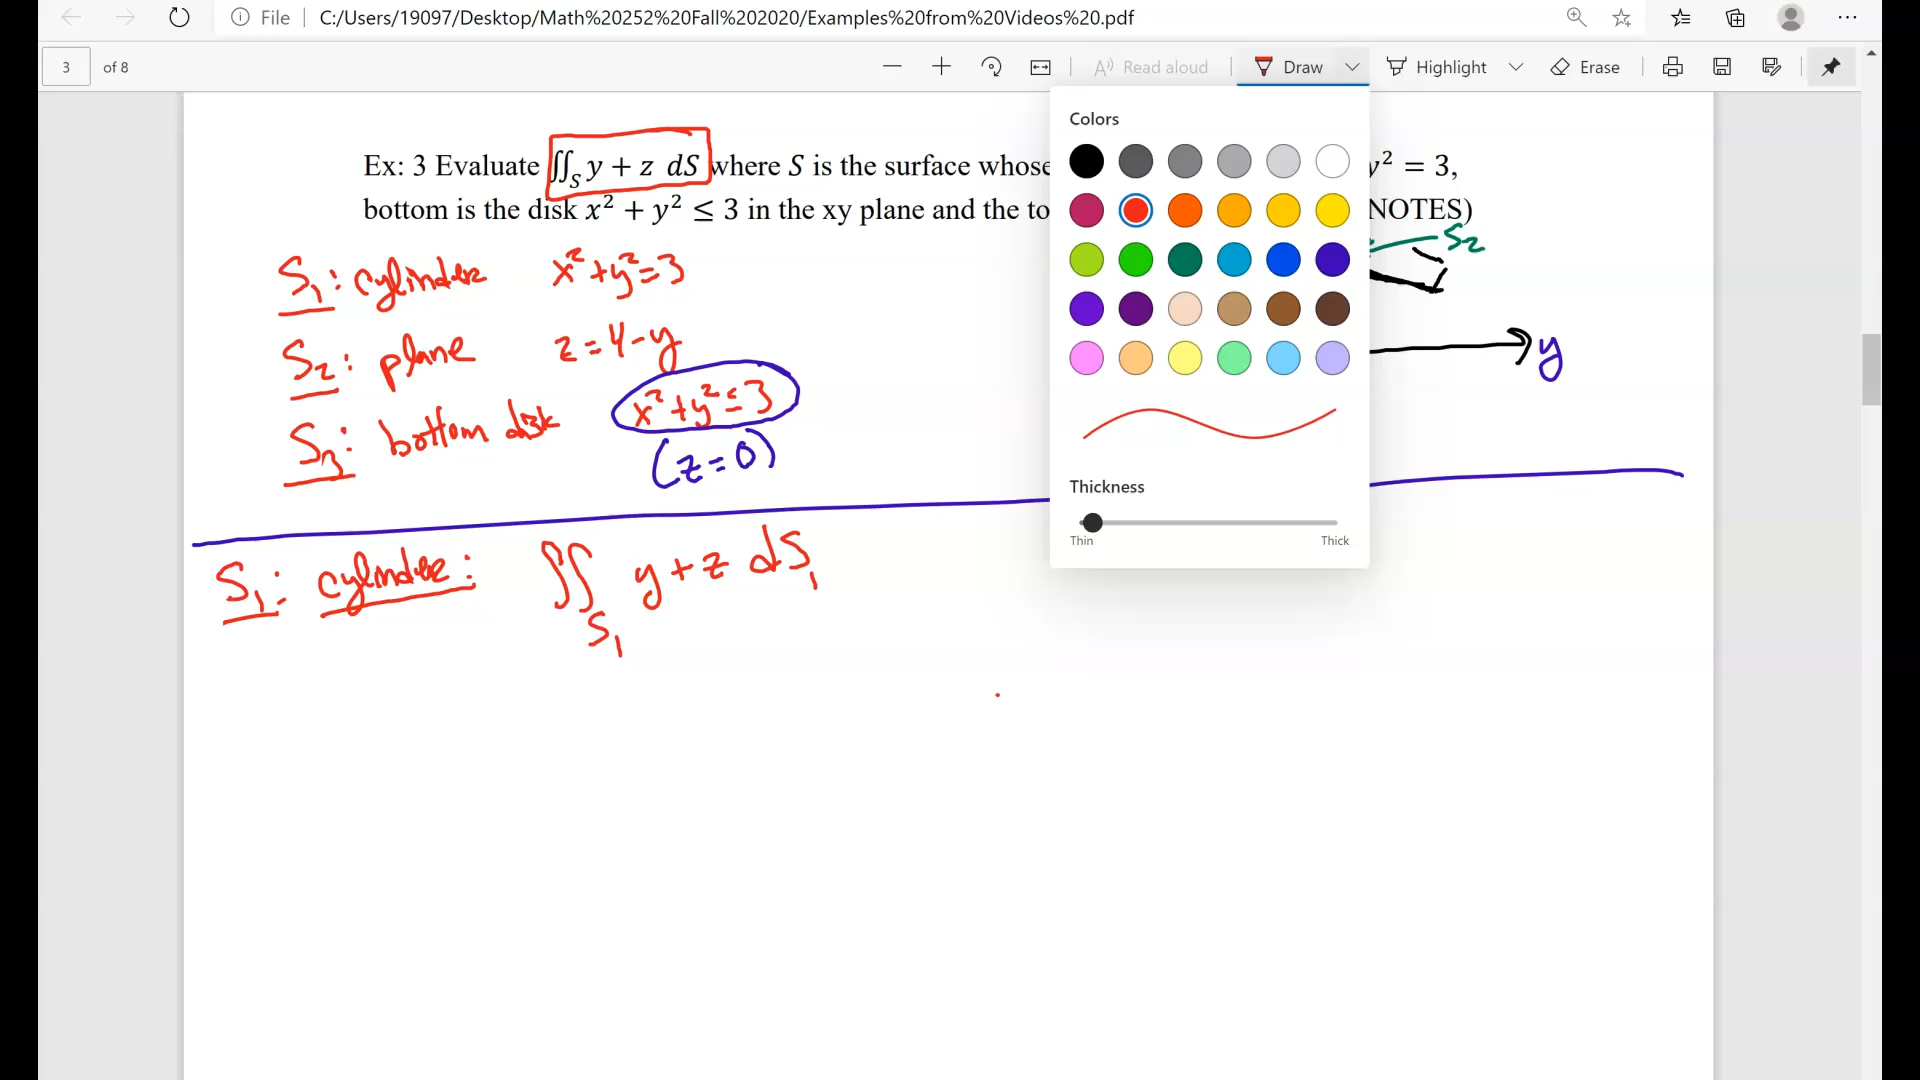 File C:/Users/19097/Desktop/Math%20252%20Fall%202020/Examples%20from%20Videos%20.pdf
3 of 8 Read aloud Draw Highlight Erase
Colors
Ex: 3 Evaluate ∬_S y + z dS where S is the surface whose y² = 3,
bottom is the disk x² + y² ≤ 3 in the xy plane and the to NOTES)
S₂
S₁: cylinder x²+y²=3
S₂: plane z=4-y
y
S₃: bottom disk x²+y²≤3
(z=0)
Thickness
Thin Thick
S₁: cylinder: ∬_S₁ y+z dS₁